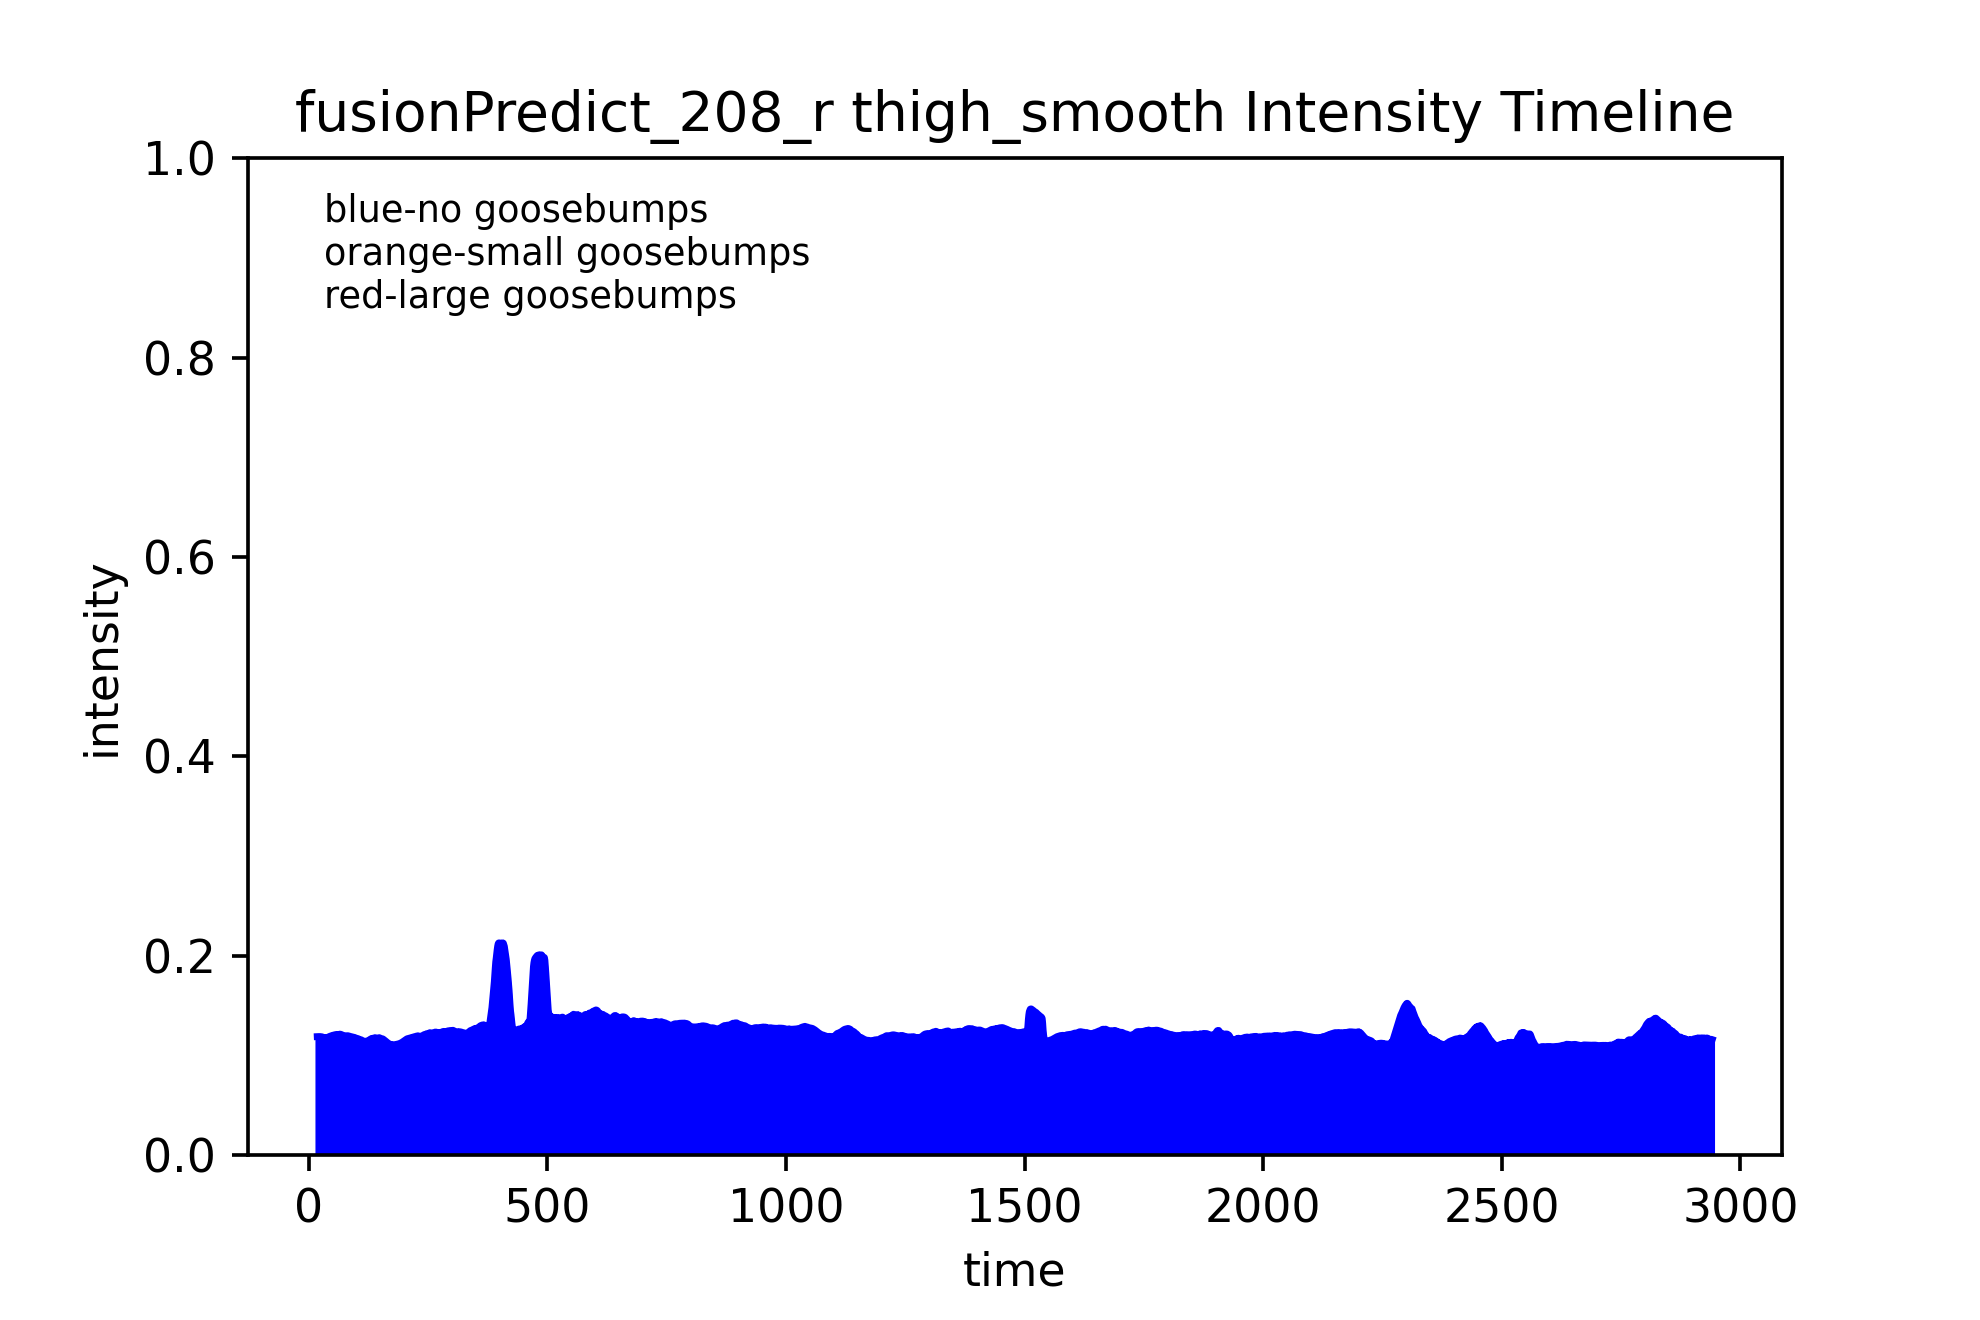 fusionPredict_208_r thigh_smooth Intensity Timeline
1.0
blue-no goosebumps
orange-small goosebumps
red-large goosebumps
0.8
0.6
intensity
0.4
0.2
0.0
0 500 1000 1500 2000 2500 3000
time